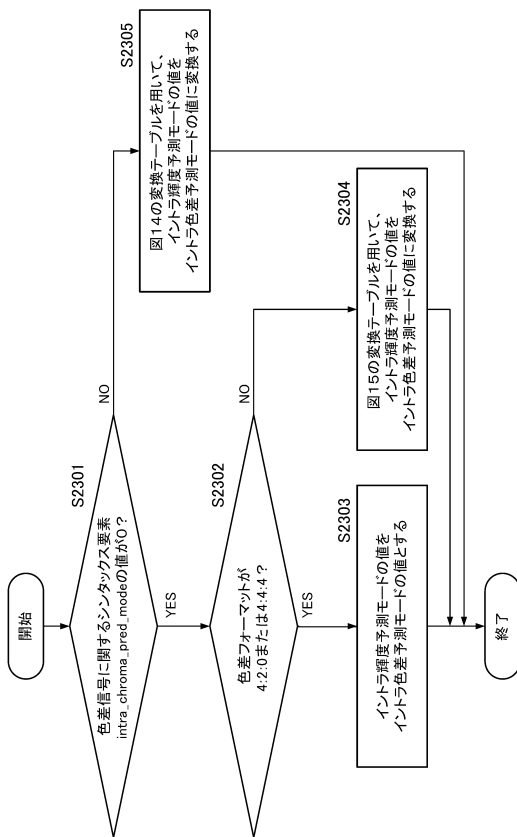 開始
S2301
色差信号に関するシンタックス要素
intra_chroma_pred_modeの値が0?
NO
YES
S2305
図14の変換テーブルを用いて、
イントラ輝度予測モードの値を
イントラ色差予測モードの値に変換する
S2302
色差フォーマットが
4:2:0または4:4:4?
NO
YES
S2304
図15の変換テーブルを用いて、
イントラ輝度予測モードの値を
イントラ色差予測モードの値に変換する
S2303
イントラ輝度予測モードの値を
イントラ色差予測モードの値とする
終了